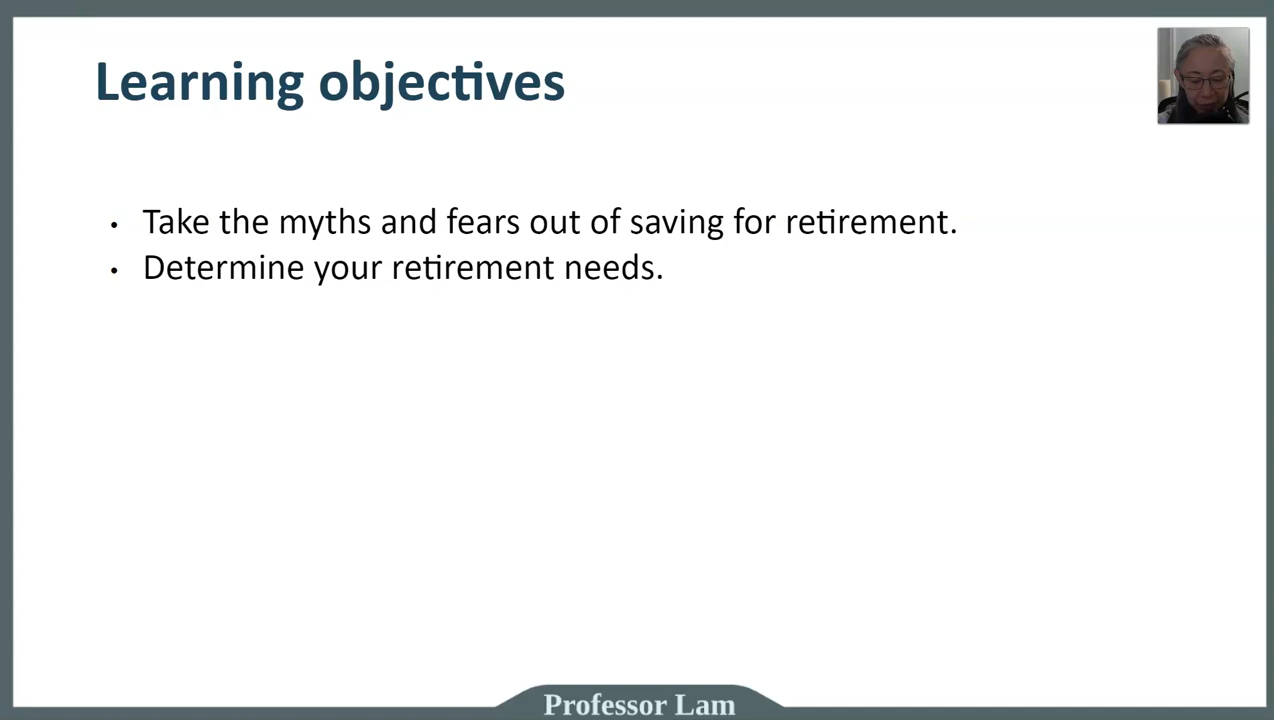 Learning objectives
• Take the myths and fears out of saving for retirement.
• Determine your retirement needs.
Professor Lam